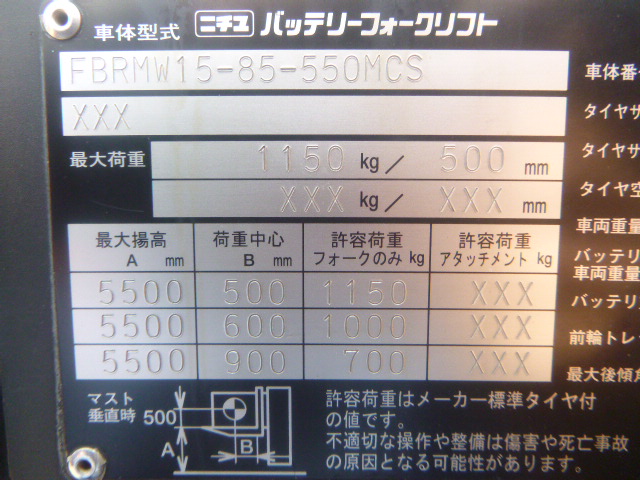 車体型式 ニチユ バッテリーフォークリフト
FBRMW15-85-550MCS 車体番
XXX タイヤサ
最大荷重 1150 kg／ 500 mm タイヤサ
XXX kg／ XXX mm タイヤ空
車両重量
最大揚高 荷重中心 許容荷重 許容荷重
A mm B mm フォークのみ kg アタッチメント kg
バッテリ
車両重量
5500 500 1150 XXX バッテリ
5500 600 1000 XXX 前輪トレ
5500 900 700 XXX 最大後傾角
マスト
垂直時 500
A B
許容荷重はメーカー標準タイヤ付
の値です。
不適切な操作や整備は傷害や死亡事故
の原因となる可能性があります。